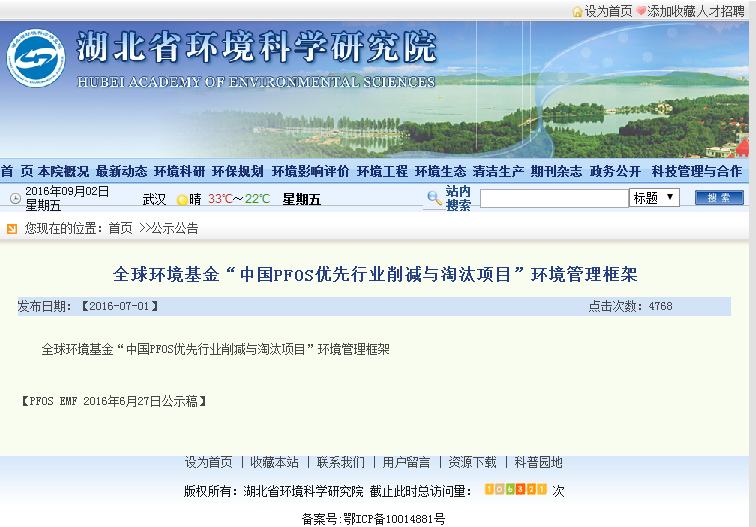 设为首页 添加收藏人才招聘
湖北省环境科学研究院
HUBEI ACADEMY OF ENVIRONMENTAL SCIENCES
首 页 本院概况 最新动态 环境科研 环保规划 环境影响评价 环境工程 环境生态 清洁生产 期刊杂志 政务公开 科技管理与合作
2016年09月02日
星期五
武汉 晴 33℃～22℃ 星期五
站内
搜索
标题 ▼
搜 索
您现在的位置：首页 >>公示公告
全球环境基金“中国PFOS优先行业削减与淘汰项目”环境管理框架
发布日期：【2016-07-01】 点击次数：4768
全球环境基金“中国PFOS优先行业削减与淘汰项目”环境管理框架
【PFOS EMF 2016年6月27日公示稿】
设为首页 | 收藏本站 | 联系我们 | 用户留言 | 资源下载 | 科普园地
版权所有：湖北省环境科学研究院 截止此时总访问量： 106321 次
备案号:鄂ICP备10014881号